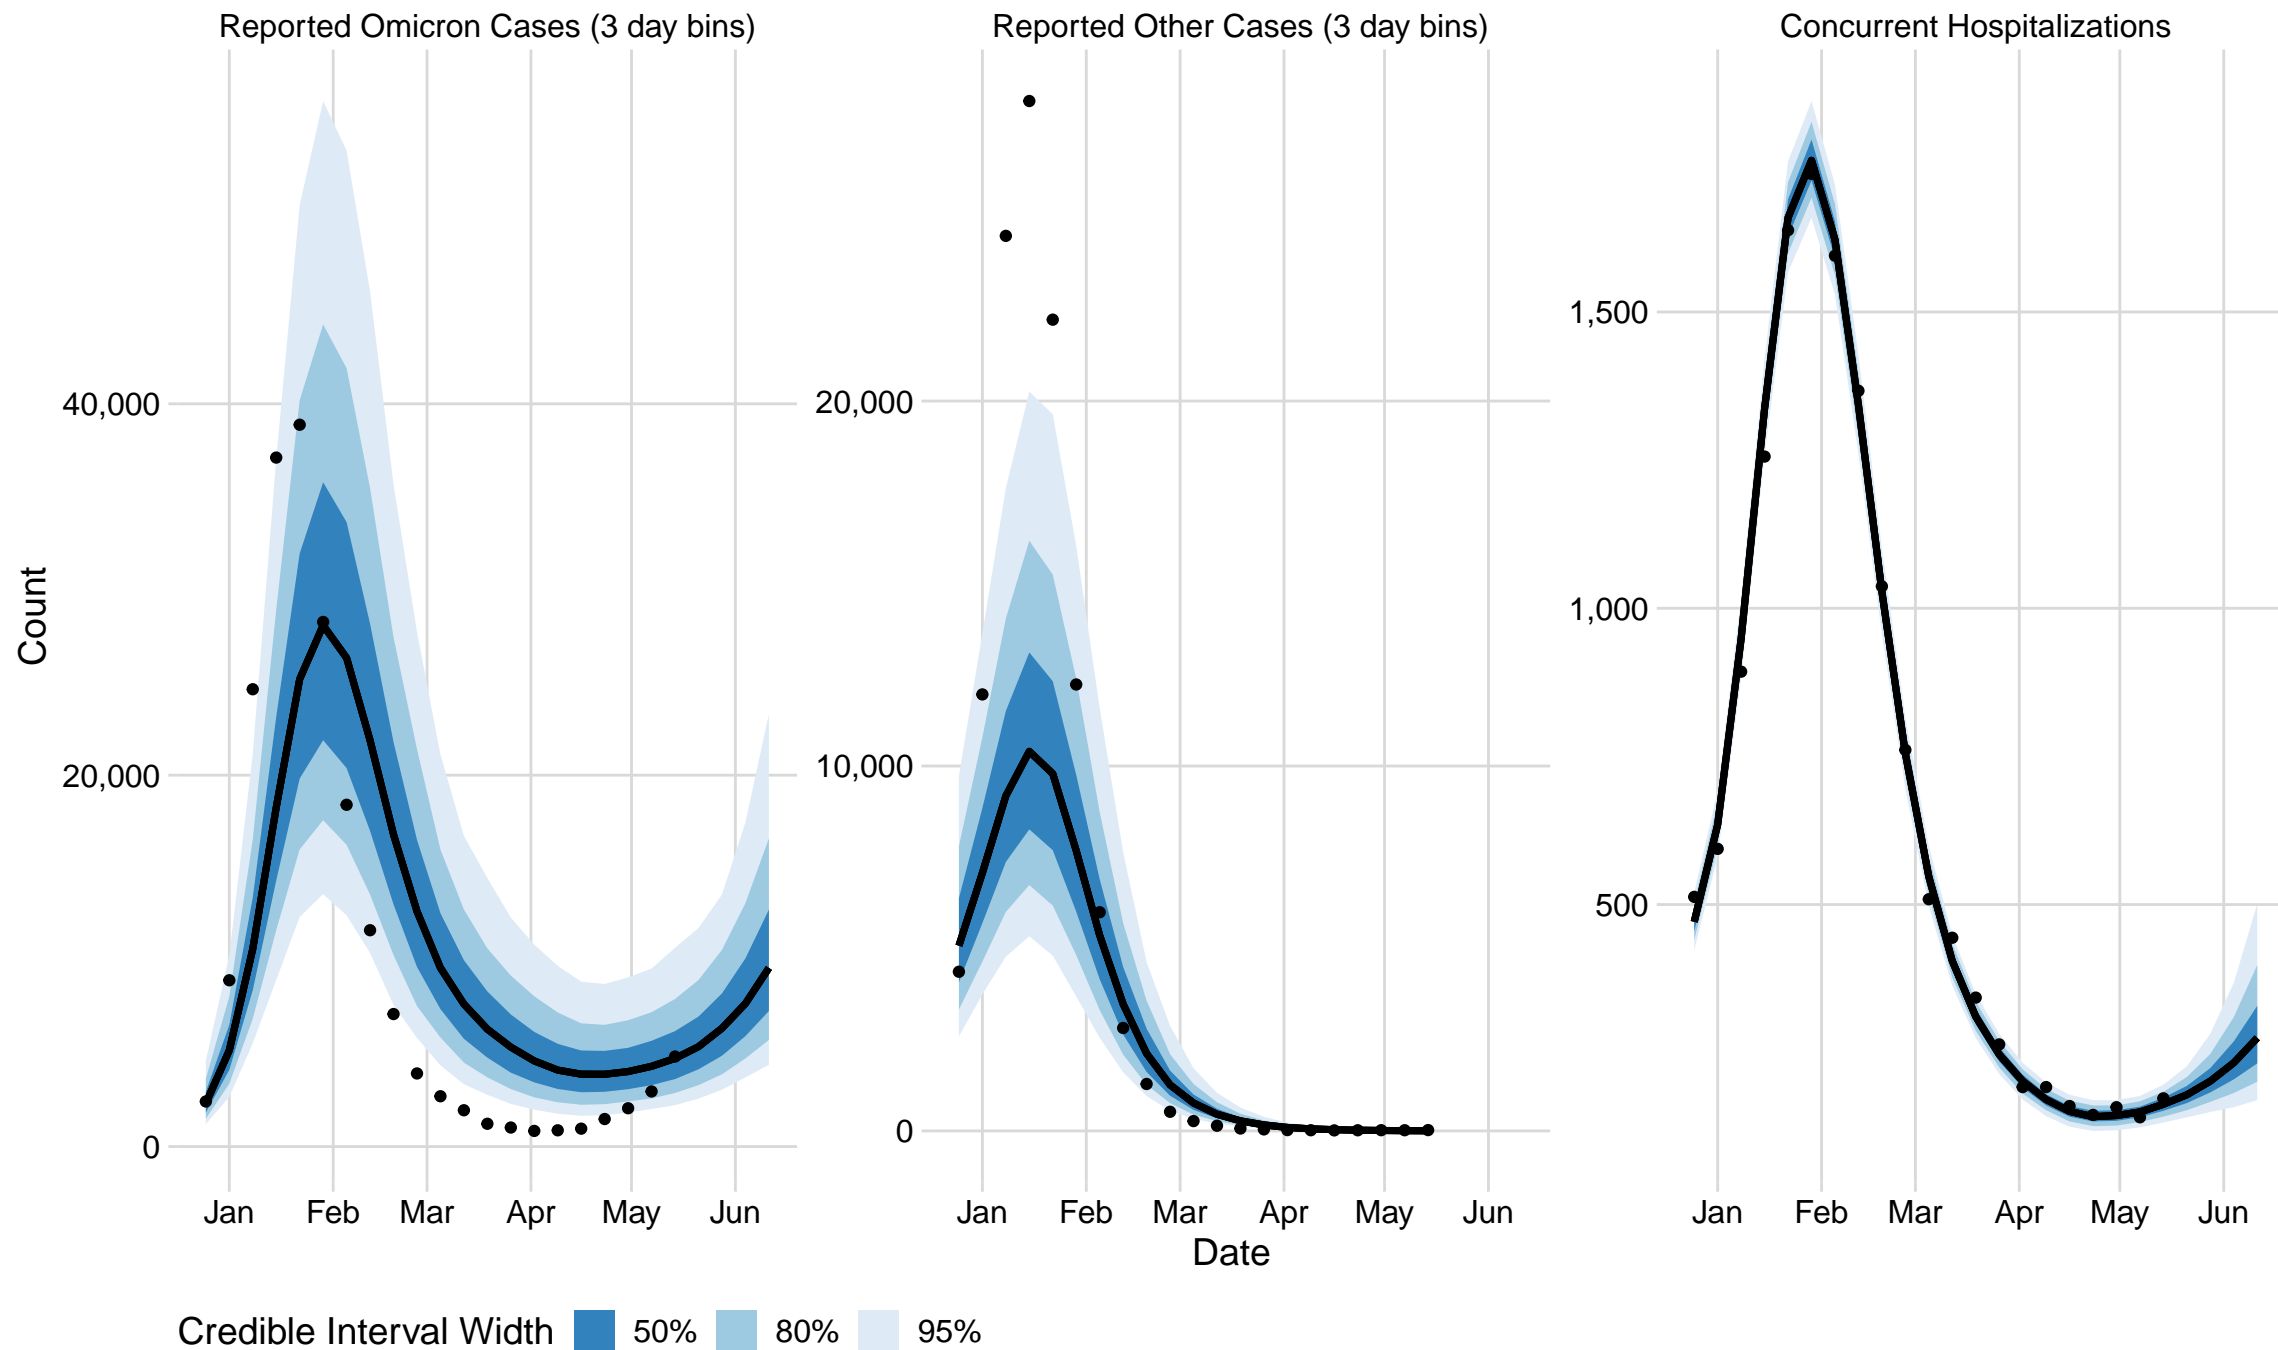 Reported Omicron Cases (3 day bins)
Reported Other Cases (3 day bins)
Concurrent Hospitalizations
Count
40,000
20,000
0
20,000
10,000
0
1,500
1,000
500
Jan Feb Mar Apr May Jun
Jan Feb Mar Apr May Jun
Jan Feb Mar Apr May Jun
Date
Credible Interval Width 50% 80% 95%